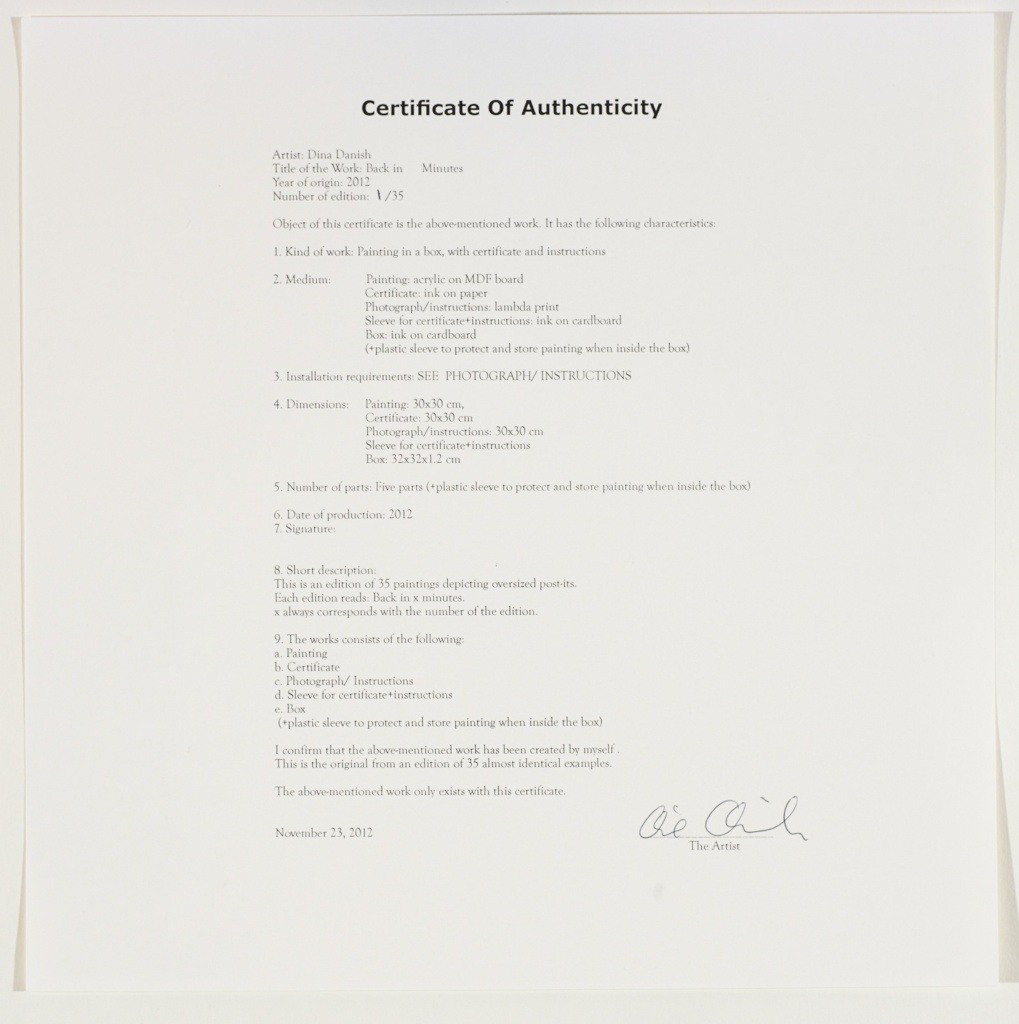 Certificate Of Authenticity
Artist: Dina Danish
Title of the Work: Back in Minutes
Year of origin: 2012
Number of edition: 1/35
Object of this certificate is the above-mentioned work. It has the following characteristics:
1. Kind of work: Painting in a box, with certificate and instructions
2. Medium: Painting: acrylic on MDF board
Certificate: ink on paper
Photograph/instructions: lambda print
Sleeve for certificate+instructions: ink on cardboard
Box: ink on cardboard
(+plastic sleeve to protect and store painting when inside the box)
3. Installation requirements: SEE PHOTOGRAPH/ INSTRUCTIONS
4. Dimensions: Painting: 30x30 cm,
Certificate: 30x30 cm
Photograph/instructions: 30x30 cm
Sleeve for certificate+instructions
Box: 32x32x1.2 cm
5. Number of parts: Five parts (+plastic sleeve to protect and store painting when inside the box)
6. Date of production: 2012
7. Signature:
8. Short description:
This is an edition of 35 paintings depicting oversized post-its.
Each edition reads: Back in x minutes.
x always corresponds with the number of the edition.
9. The works consists of the following:
a. Painting
b. Certificate
c. Photograph/ Instructions
d. Sleeve for certificate+instructions
e. Box
(+plastic sleeve to protect and store painting when inside the box)
I confirm that the above-mentioned work has been created by myself .
This is the original from an edition of 35 almost identical examples.
The above-mentioned work only exists with this certificate.
November 23, 2012
The Artist